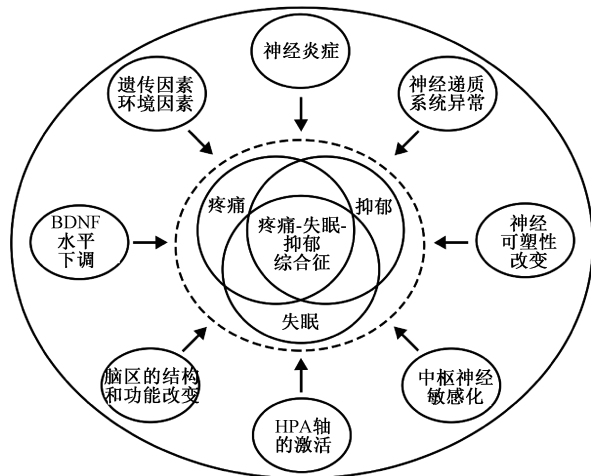 神经炎症
遗传因素
环境因素
神经递质
系统异常
疼痛
抑郁
疼痛-失眠-
抑郁
综合征
失眠
BDNF
水平
下调
神经
可塑性
改变
脑区的结构
和功能改变
中枢神经
敏感化
HPA轴
的激活